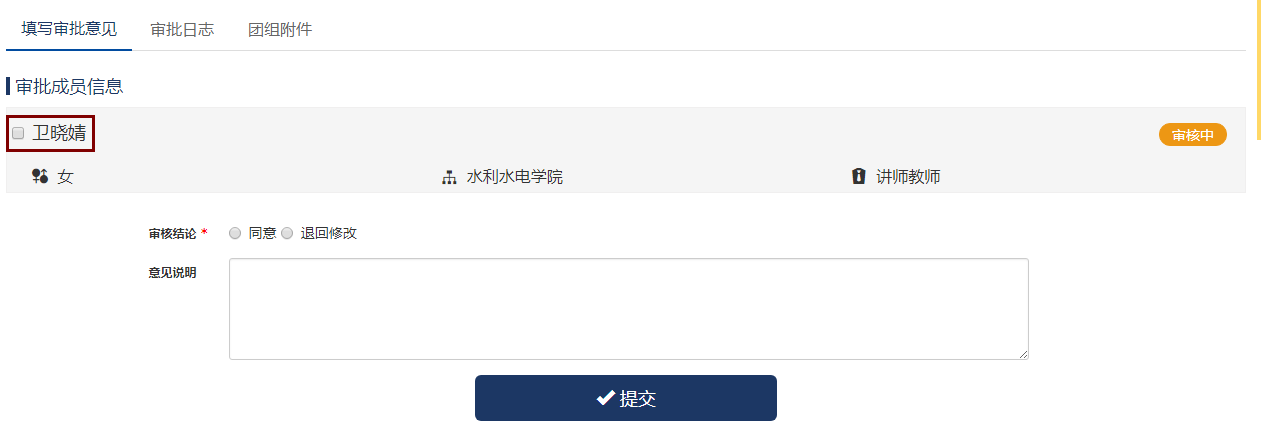 填写审批意见 审批日志 团组附件
审批成员信息
卫晓婧
审核中
女 水利水电学院 讲师教师
审核结论 * 同意 退回修改
意见说明
提交